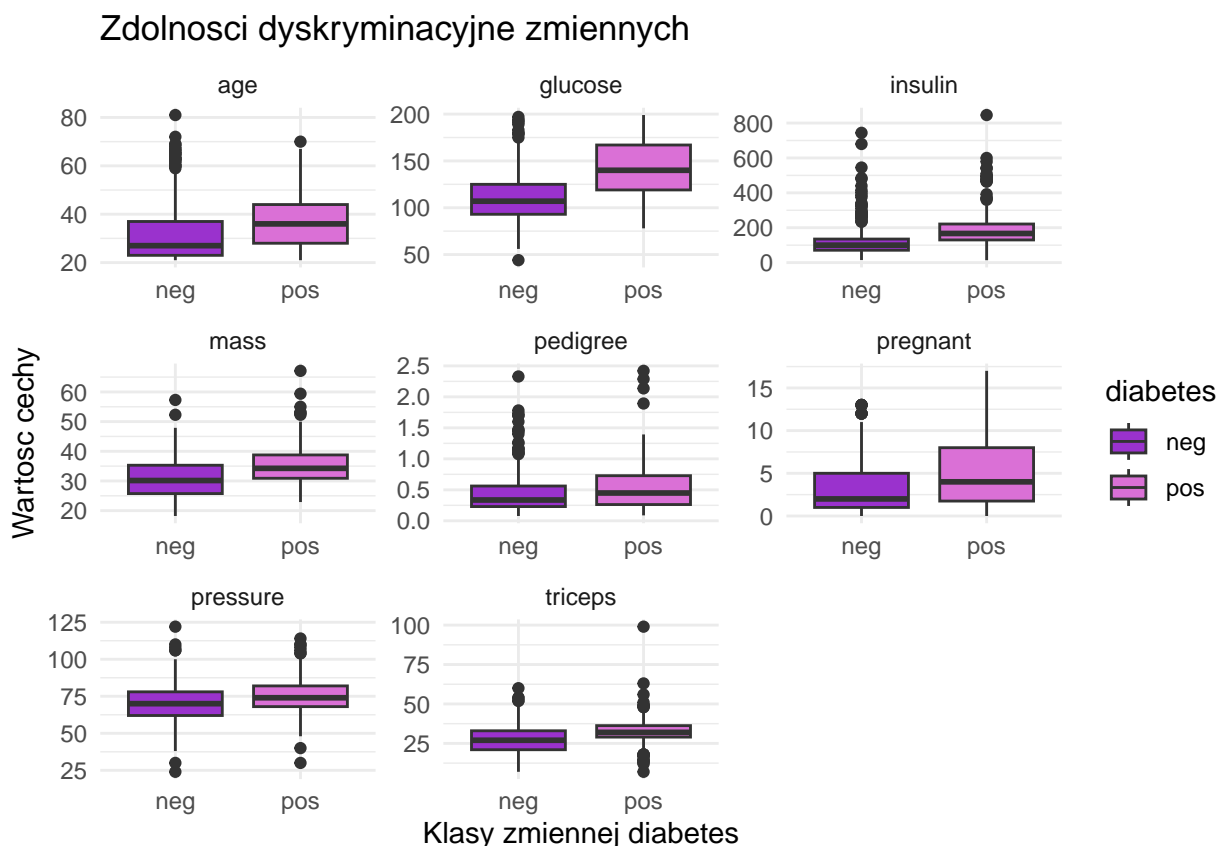 Zdolnosci dyskryminacyjne zmiennych
age
glucose
insulin
80
60
40
20
200
150
100
50
800
600
400
200
0
neg
pos
neg
pos
neg
pos
mass
pedigree
pregnant
60
50
40
30
20
2.5
2.0
1.5
1.0
0.5
0.0
15
10
5
0
neg
pos
neg
pos
neg
pos
pressure
triceps
125
100
75
50
25
100
75
50
25
neg
pos
neg
pos
Wartosc cechy
Klasy zmiennej diabetes
diabetes
neg
pos